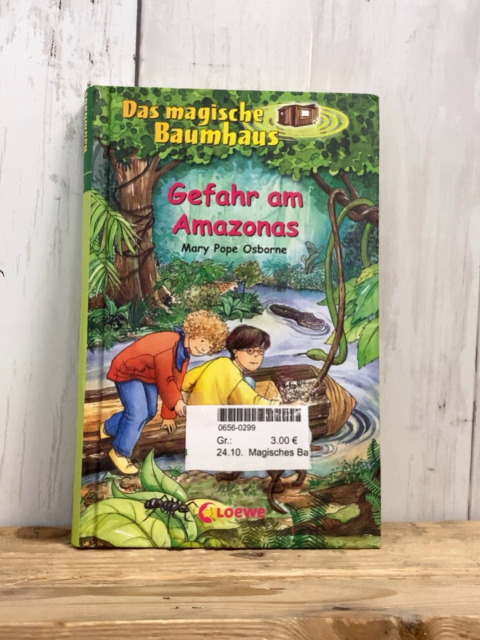 Das magische
Baumhaus
Gefahr am
Amazonas
Mary Pope Osborne
0656-0299
Gr.: 3.00 €
24.10. Magisches Ba
Loewe